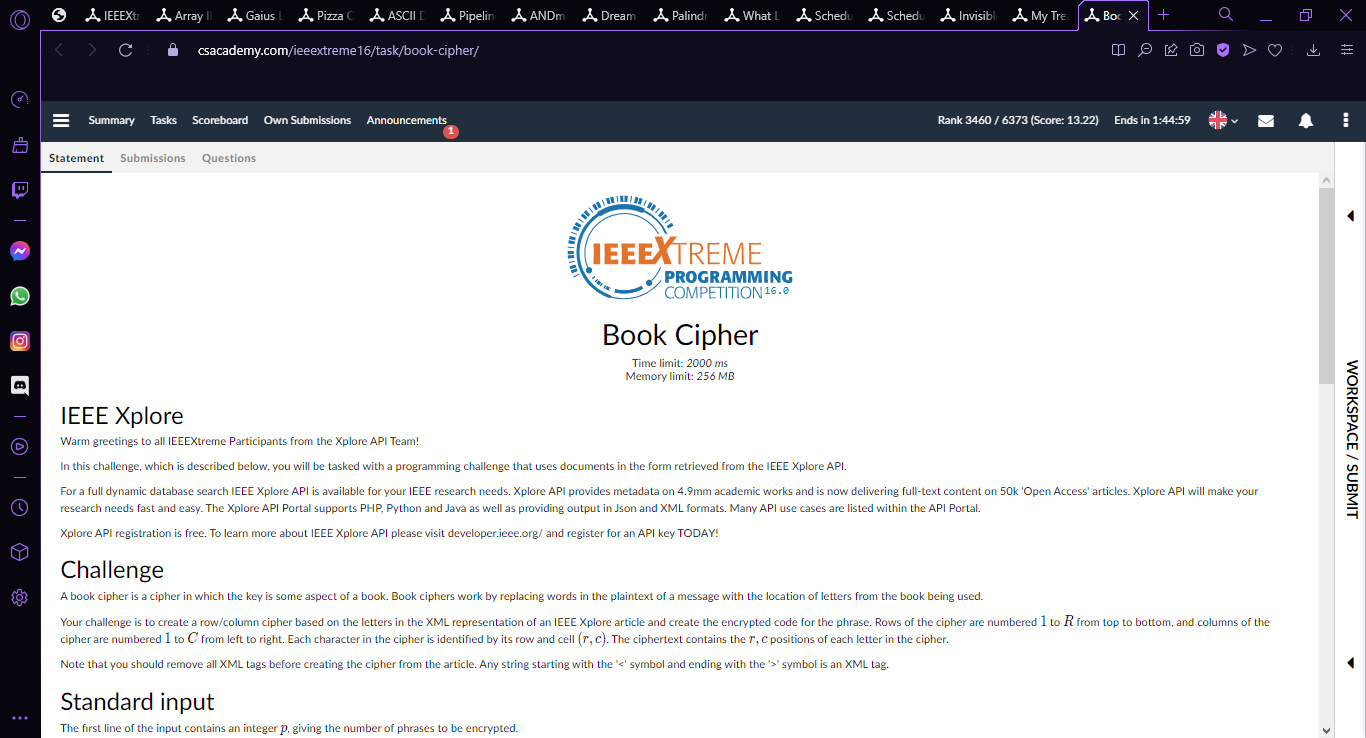 IEEEXtr
Array I
Gaius L
Pizza C
ASCII D
Pipelin
ANDm
Dream
Palindr
What L
Schedu
Schedu
Invisibl
My Tre
Boo
csacademy.com/ieeextreme16/task/book-cipher/
Summary Tasks Scoreboard Own Submissions Announcements 1 Rank 3460 / 6373 (Score: 13.22) Ends in 1:44:59
Statement Submissions Questions
IEEEXTREME
PROGRAMMING
COMPETITION 16.0
Book Cipher
Time limit: 2000 ms
Memory limit: 256 MB
IEEE Xplore
Warm greetings to all IEEEXtreme Participants from the Xplore API Team!
In this challenge, which is described below, you will be tasked with a programming challenge that uses documents in the form retrieved from the IEEE Xplore API.
For a full dynamic database search IEEE Xplore API is available for your IEEE research needs. Xplore API provides metadata on 4.9mm academic works and is now delivering full-text content on 50k 'Open Access' articles. Xplore API will make your
research needs fast and easy. The Xplore API Portal supports PHP, Python and Java as well as providing output in Json and XML formats. Many API use cases are listed within the API Portal.
Xplore API registration is free. To learn more about IEEE Xplore API please visit developer.ieee.org/ and register for an API key TODAY!
Challenge
A book cipher is a cipher in which the key is some aspect of a book. Book ciphers work by replacing words in the plaintext of a message with the location of letters from the book being used.
Your challenge is to create a row/column cipher based on the letters in the XML representation of an IEEE Xplore article and create the encrypted code for the phrase. Rows of the cipher are numbered 1 to R from top to bottom, and columns of the
cipher are numbered 1 to C from left to right. Each character in the cipher is identified by its row and cell (r, c). The ciphertext contains the r, c positions of each letter in the cipher.
Note that you should remove all XML tags before creating the cipher from the article. Any string starting with the '<' symbol and ending with the '>' symbol is an XML tag.
Standard input
The first line of the input contains an integer p, giving the number of phrases to be encrypted.
WORKSPACE / SUBMIT